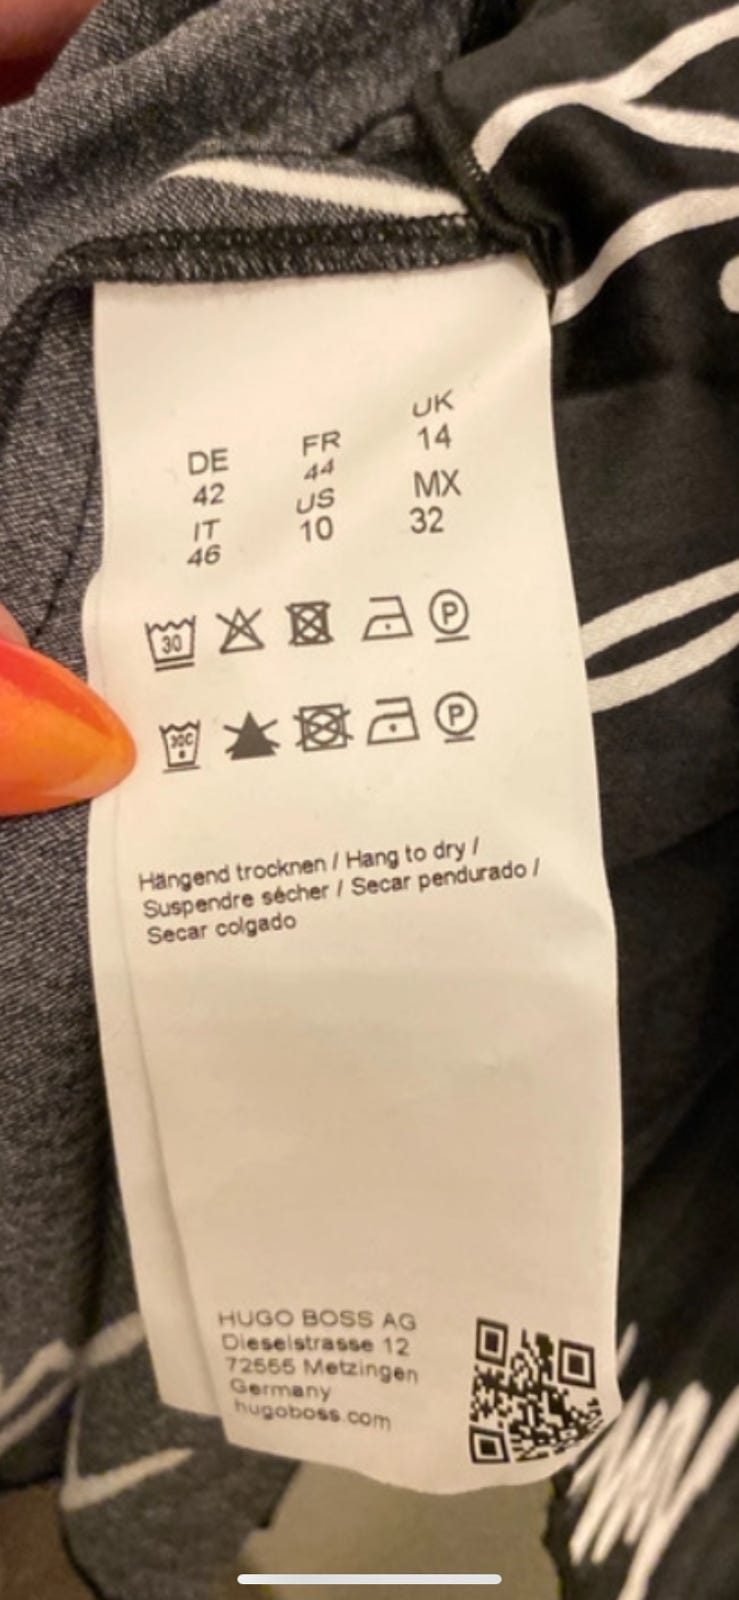 DE FR UK
42 44 14
IT US MX
46 10 32
30 P
30C P
Hängend trocknen / Hang to dry /
Suspendre sécher / Secar pendurado /
Secar colgado
HUGO BOSS AG
Dieselstrasse 12
72555 Metzingen
Germany
hugoboss.com